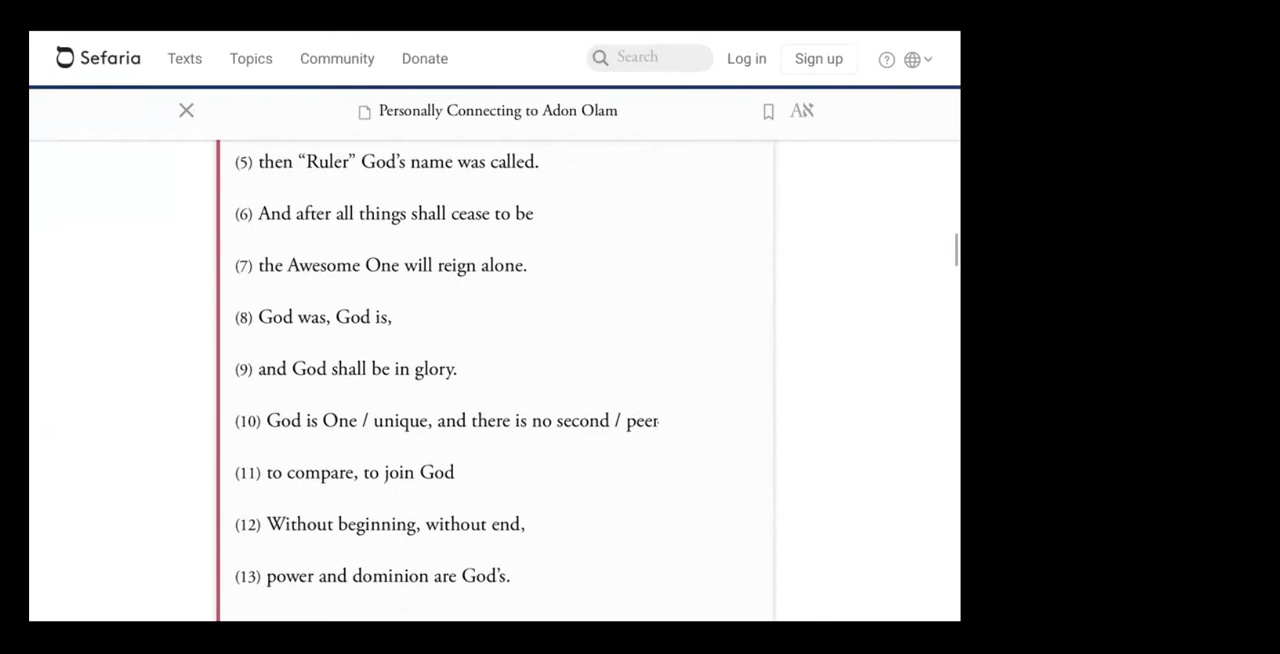 Sefaria Texts Topics Community Donate Search Log in Sign up
Personally Connecting to Adon Olam Aא
(5) then “Ruler” God’s name was called.
(6) And after all things shall cease to be
(7) the Awesome One will reign alone.
(8) God was, God is,
(9) and God shall be in glory.
(10) God is One / unique, and there is no second / peer
(11) to compare, to join God
(12) Without beginning, without end,
(13) power and dominion are God’s.